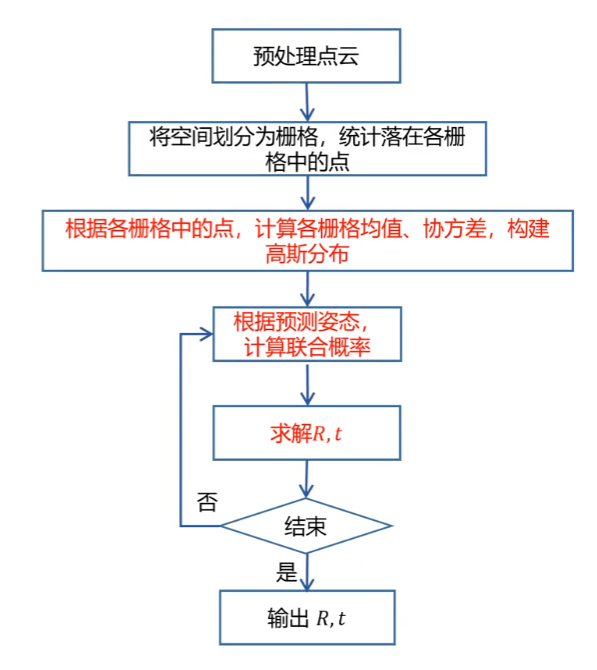 预处理点云
将空间划分为栅格，统计落在各栅
格中的点
根据各栅格中的点，计算各栅格均值、协方差，构建
高斯分布
根据预测姿态，
计算联合概率
求解R,t
否
结束
是
输出 R,t